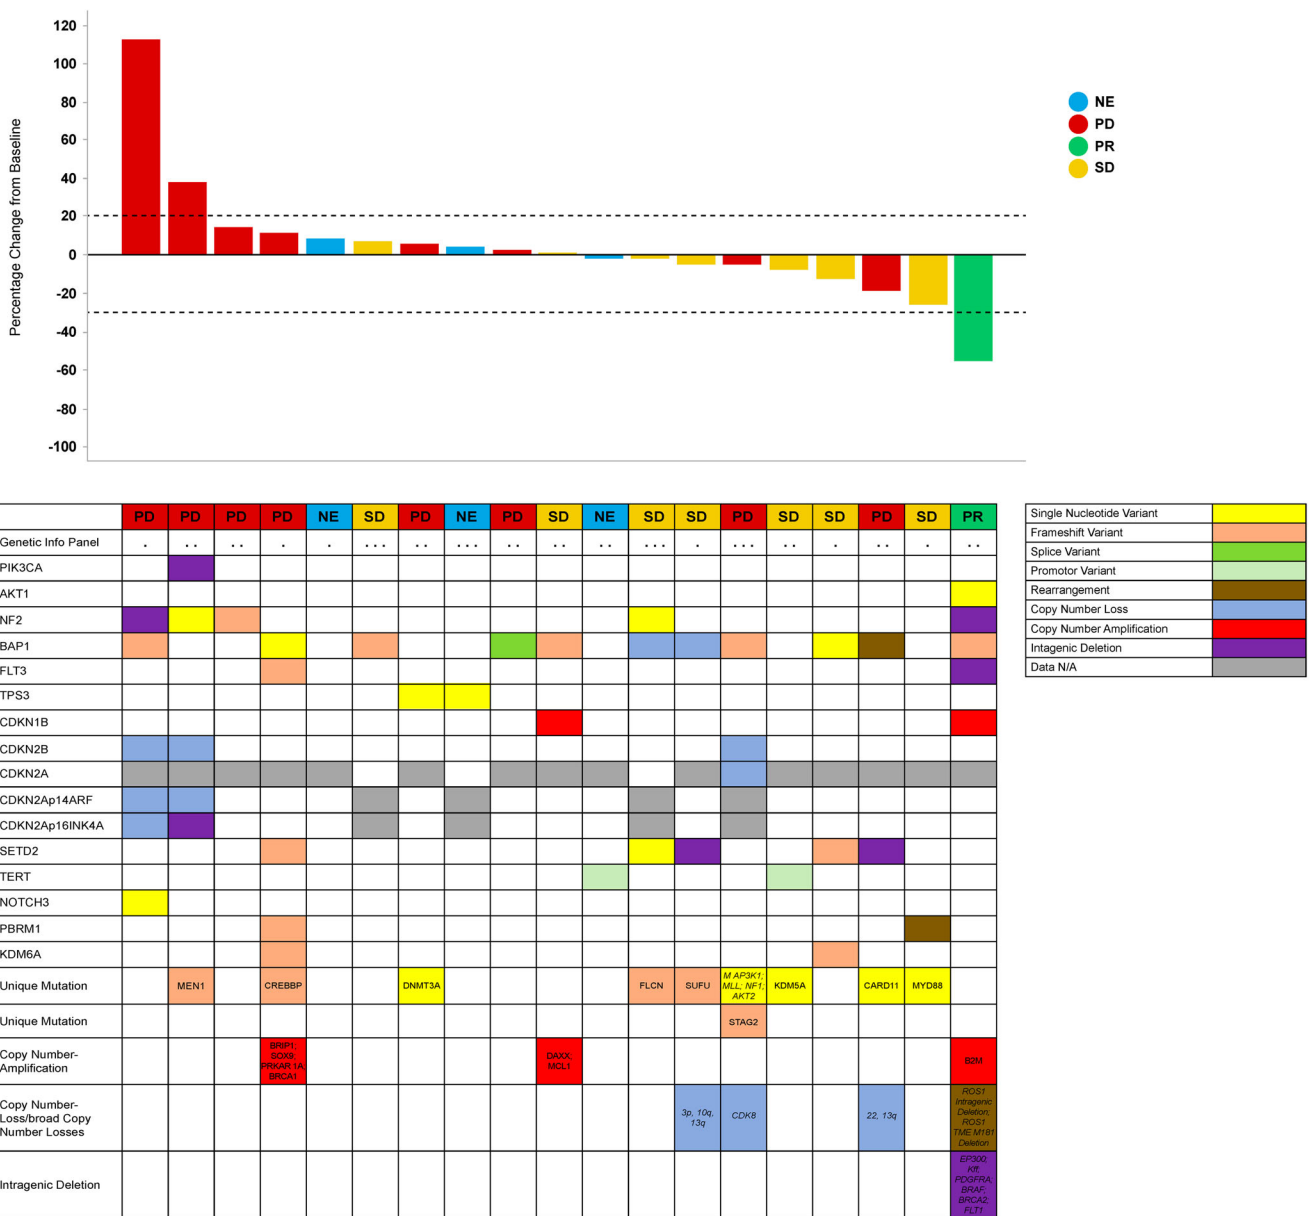 120
100
80
60
40
20
0
-20
-40
-60
-80
-100
Percentage Change from Baseline
NE
PD
PR
SD
PD PD PD PD NE SD PD NE PD SD NE SD SD PD SD SD PD SD PR
Genetic Info Panel . .. .. . . ... .. ... .. .. .. ... . ... .. . .. . ..
PIK3CA
AKT1
NF2
BAP1
FLT3
TPS3
CDKN1B
CDKN2B
CDKN2A
CDKN2Ap14ARF
CDKN2Ap16INK4A
SETD2
TERT
NOTCH3
PBRM1
KDM6A
Unique Mutation
MEN1
CREBBP
DNMT3A
FLCN
SUFU
M AP3K1;
MLL; NF1;
AKT2
KDM5A
CARD11
MYD88
Unique Mutation
STAG2
Copy Number-
Amplification
BRIP1;
SOX9;
PRKAR 1A;
BRCA1
DAXX;
MCL1
B2M
Copy Number-
Loss/broad Copy
Number Losses
3p, 10q,
13q
CDK8
22, 13q
ROS1
Intragenic
Deletion;
ROS1
TME M181
Deletion
Intragenic Deletion
EP300;
Kit;
PDGFRA;
BRAF;
BRCA2;
FLT1
Single Nucleotide Variant
Frameshift Variant
Splice Variant
Promotor Variant
Rearrangement
Copy Number Loss
Copy Number Amplification
Intagenic Deletion
Data N/A